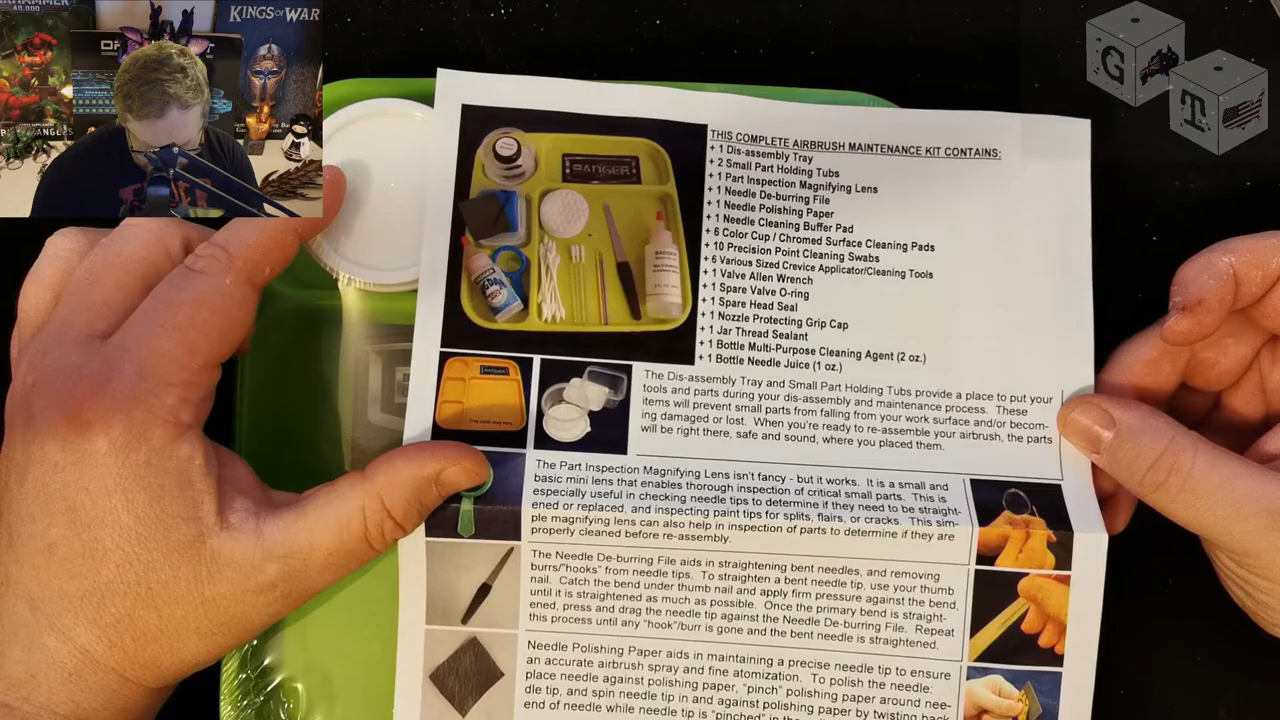 40,000
KINGS OF WAR
G
T
BADGER
THIS COMPLETE AIRBRUSH MAINTENANCE KIT CONTAINS:
+ 1 Dis-assembly Tray
+ 2 Small Part Holding Tubs
+ 1 Part Inspection Magnifying Lens
+ 1 Needle De-burring File
+ 1 Needle Polishing Paper
+ 1 Needle Cleaning Buffer Pad
+ 6 Color Cup / Chromed Surface Cleaning Pads
+ 10 Precision Point Cleaning Swabs
+ 6 Various Sized Crevice Applicator/Cleaning Tools
+ 1 Valve Allen Wrench
+ 1 Spare Valve O-ring
+ 1 Spare Head Seal
+ 1 Nozzle Protecting Grip Cap
+ 1 Jar Thread Sealant
+ 1 Bottle Multi-Purpose Cleaning Agent (2 oz.)
+ 1 Bottle Needle Juice (1 oz.)
The Dis-assembly Tray and Small Part Holding Tubs provide a place to put your
tools and parts during your dis-assembly and maintenance process. These
items will prevent small parts from falling from your work surface and/or becom-
ing damaged or lost. When you're ready to re-assemble your airbrush, the parts
will be right there, safe and sound, where you placed them.
The Part Inspection Magnifying Lens isn't fancy - but it works. It is a small and
basic mini lens that enables thorough inspection of critical small parts. This is
especially useful in checking needle tips to determine if they need to be straight-
ened or replaced, and inspecting paint tips for splits, flairs, or cracks. This sim-
ple magnifying lens can also help in inspection of parts to determine if they are
properly cleaned before re-assembly.
The Needle De-burring File aids in straightening bent needles, and removing
burrs/"hooks" from needle tips. To straighten a bent needle tip, use your thumb
nail. Catch the bend under thumb nail and apply firm pressure against the bend,
until it is straightened as much as possible. Once the primary bend is straight-
ened, press and drag the needle tip against the Needle De-burring File. Repeat
this process until any "hook"/burr is gone and the bent needle is straightened.
Needle Polishing Paper aids in maintaining a precise needle tip to ensure
an accurate airbrush spray and fine atomization. To polish the needle:
place needle against polishing paper, "pinch" polishing paper around nee-
dle tip, and spin needle tip in and against polishing paper by twisting back
end of needle while needle tip is "pinched" in the